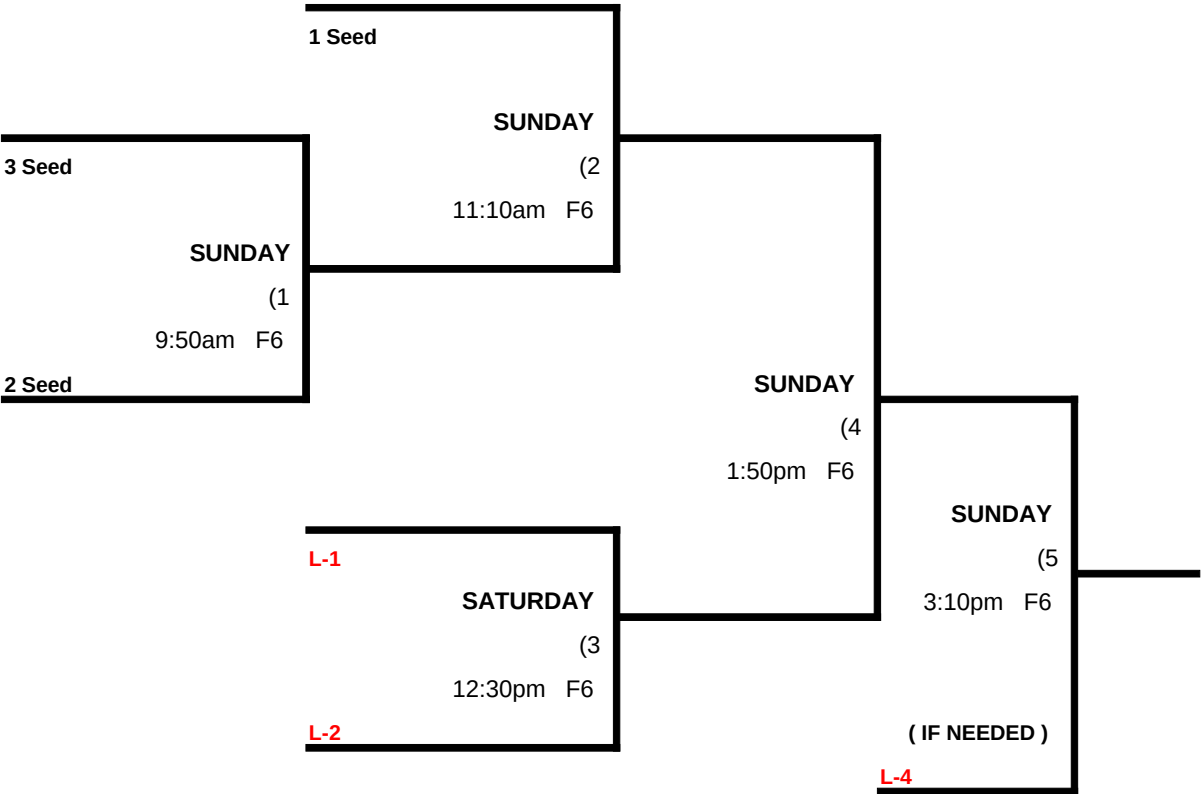 1 Seed
SUNDAY
3 Seed
(2
11:10am F6
SUNDAY
(1
9:50am F6
2 Seed
SUNDAY
(4
1:50pm F6
SUNDAY
L-1
(5
SATURDAY
3:10pm F6
(3
12:30pm F6
L-2
( IF NEEDED )
L-4